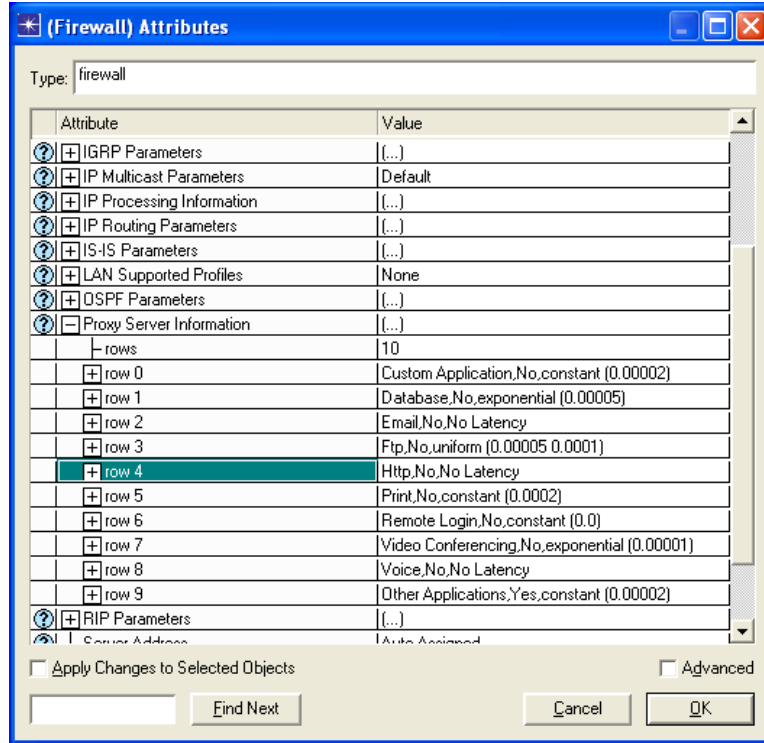 (Firewall) Attributes
Type: firewall
Attribute Value
IGRP Parameters (...)
IP Multicast Parameters Default
IP Processing Information (...)
IP Routing Parameters (...)
IS-IS Parameters (...)
LAN Supported Profiles None
OSPF Parameters (...)
Proxy Server Information (...)
rows 10
row 0 Custom Application,No,constant (0.00002)
row 1 Database,No,exponential (0.00005)
row 2 Email,No,No Latency
row 3 Ftp,No,uniform (0.00005 0.0001)
row 4 Http,No,No Latency
row 5 Print,No,constant (0.0002)
row 6 Remote Login,No,constant (0.0)
row 7 Video Conferencing,No,exponential (0.00001)
row 8 Voice,No,No Latency
row 9 Other Applications,Yes,constant (0.00002)
RIP Parameters (...)
Server Address Auto Assigned
Apply Changes to Selected Objects Advanced
Find Next Cancel OK